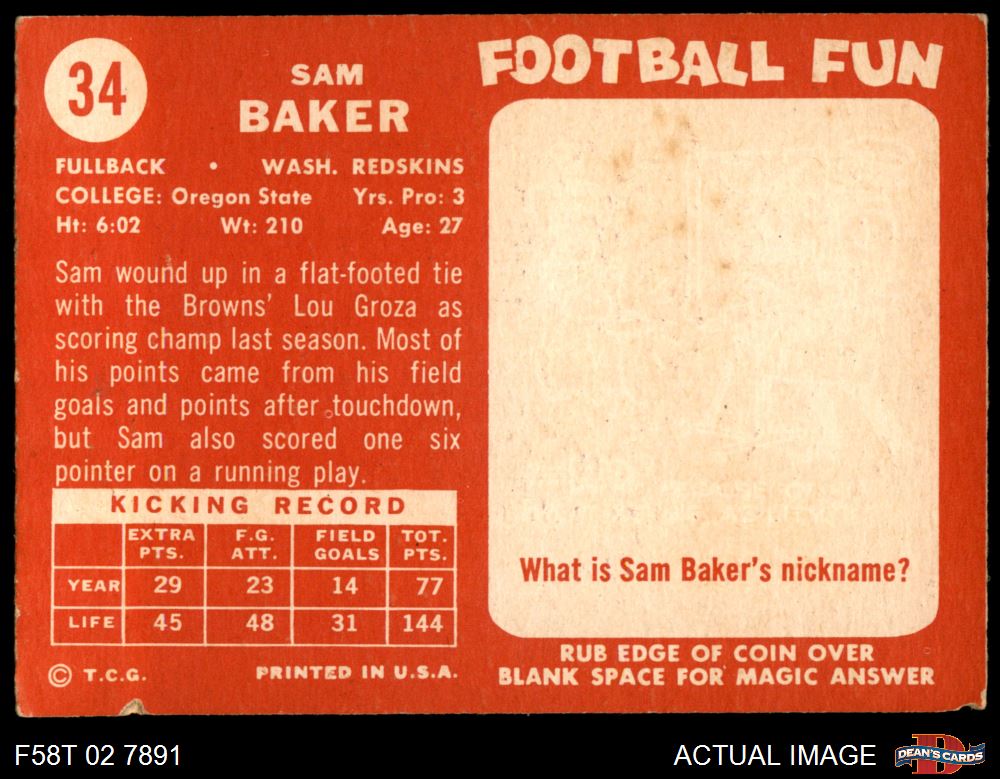 34
SAM
BAKER
FULLBACK • WASH. REDSKINS
COLLEGE: Oregon State Yrs. Pro: 3
Ht: 6:02 Wt: 210 Age: 27
Sam wound up in a flat-footed tie
with the Browns' Lou Groza as
scoring champ last season. Most of
his points came from his field
goals and points after touchdown,
but Sam also scored one six
pointer on a running play.
KICKING RECORD
EXTRA PTS. F.G. ATT. FIELD GOALS TOT. PTS.
YEAR 29 23 14 77
LIFE 45 48 31 144
© T.C.G. PRINTED IN U.S.A.
FOOTBALL FUN
What is Sam Baker's nickname?
RUB EDGE OF COIN OVER
BLANK SPACE FOR MAGIC ANSWER
F58T 02 7891
ACTUAL IMAGE
DEAN'S CARDS